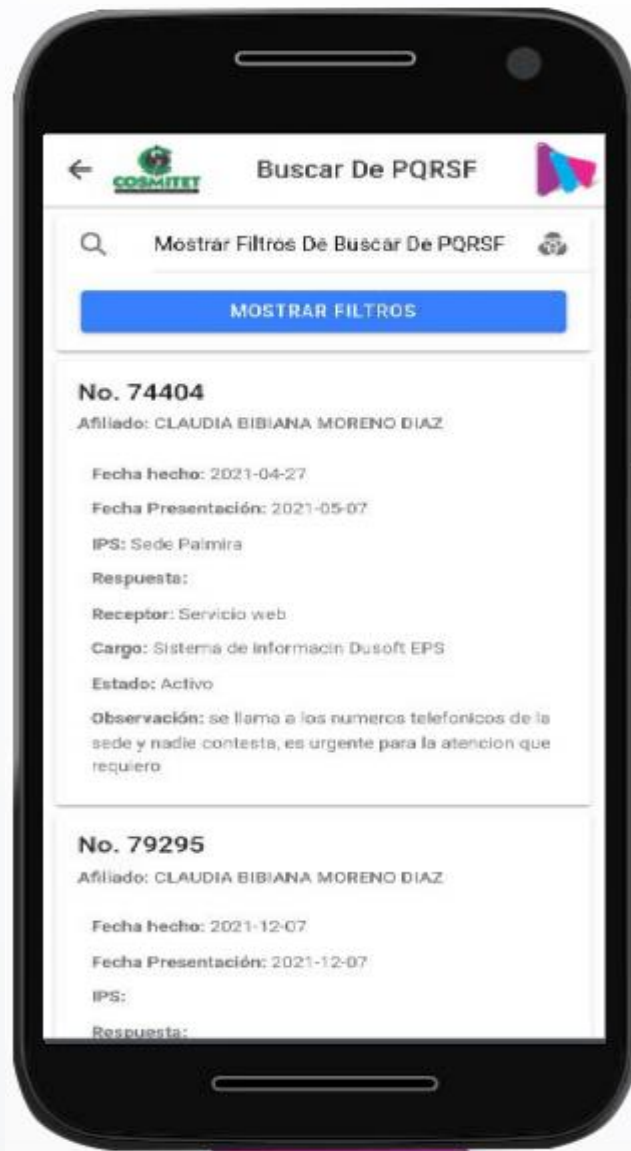 COSMITET
Buscar De PQRSF
Mostrar Filtros De Buscar De PQRSF
MOSTRAR FILTROS
No. 74404
Afiliado: CLAUDIA BIBIANA MORENO DIAZ
Fecha hecho: 2021-04-27
Fecha Presentación: 2021-05-07
IPS: Sede Palmira
Respuesta:
Receptor: Servicio web
Cargo: Sistema de Informacin Dusoft EPS
Estado: Activo
Observación: se llama a los numeros telefonicos de la
sede y nadie contesta, es urgente para la atencion que
requiero
No. 79295
Afiliado: CLAUDIA BIBIANA MORENO DIAZ
Fecha hecho: 2021-12-07
Fecha Presentación: 2021-12-07
IPS:
Respuesta: